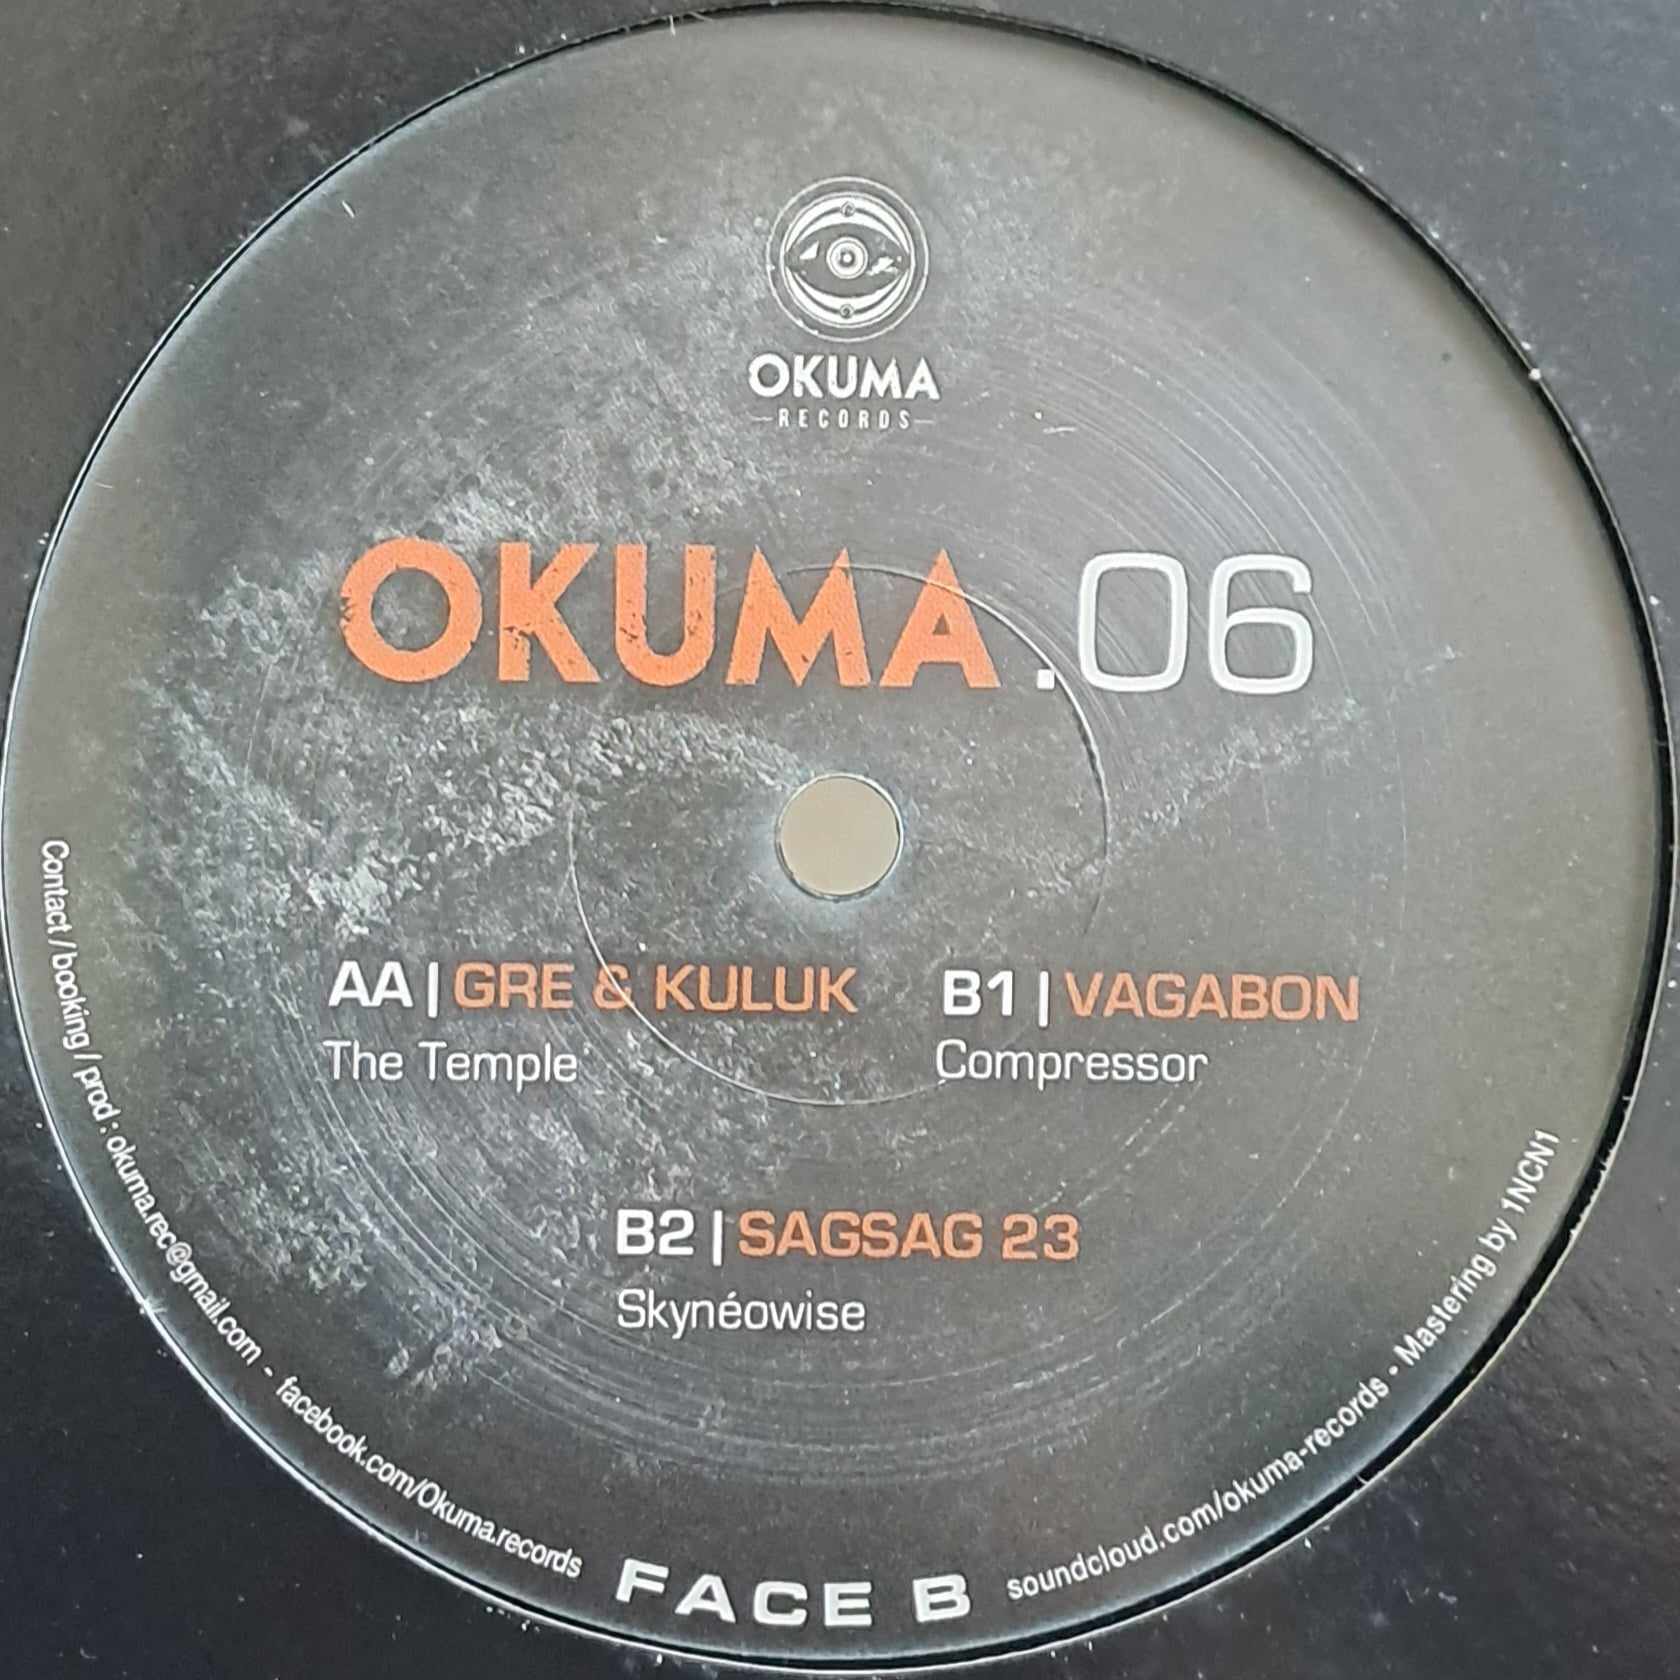 OKUMA
RECORDS
OKUMA.06
AA | GRE & KULUK
The Temple
B1 | VAGABON
Compressor
B2 | SAGSAG 23
Skynéowise
Contact / booking / prod : okuma.rec@gmail.com - facebook.com/Okuma.records
FACE B
soundcloud.com/okuma-records - Mastering by 1NCN1